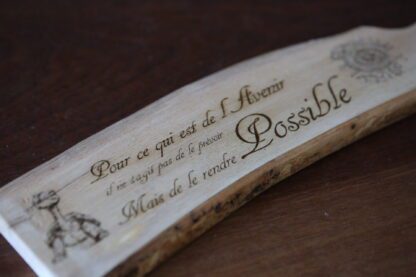 Pour ce qui est de l'Avenir
il ne s'agit pas de le prévoir
Mais de le rendre Possible